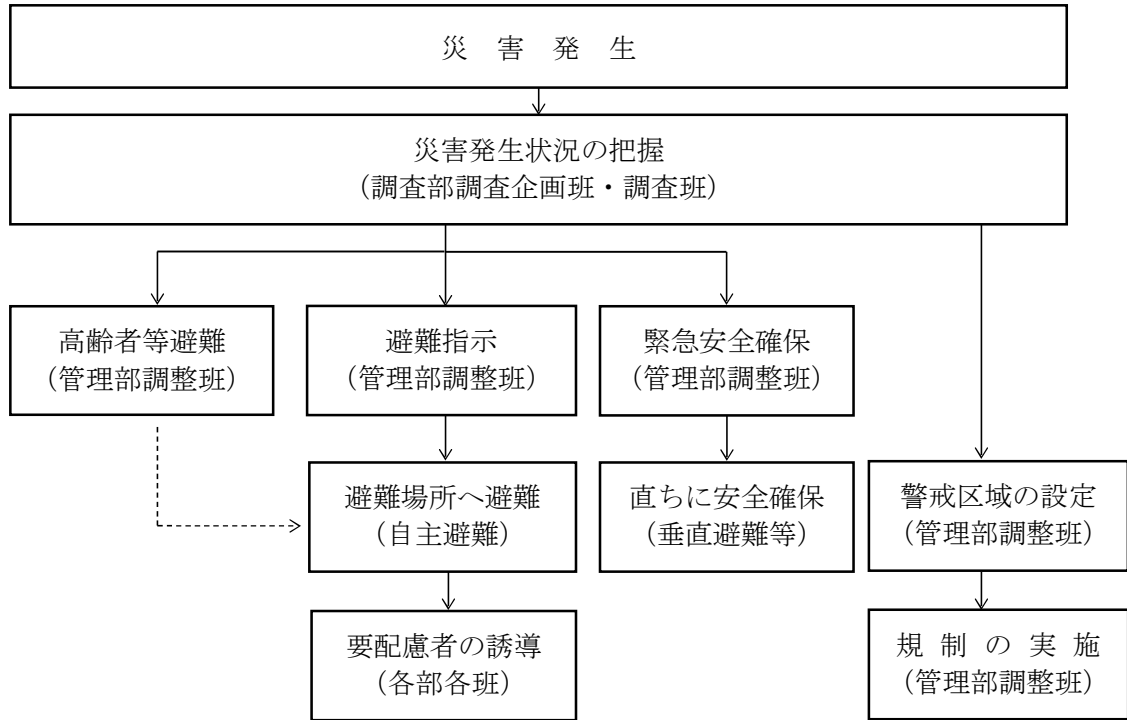 災 害 発 生
災害発生状況の把握
（調査部調査企画班・調査班）
高齢者等避難
（管理部調整班）
避難指示
（管理部調整班）
緊急安全確保
（管理部調整班）
避難場所へ避難
（自主避難）
直ちに安全確保
（垂直避難等）
警戒区域の設定
（管理部調整班）
要配慮者の誘導
（各部各班）
規 制 の 実 施
（管理部調整班）